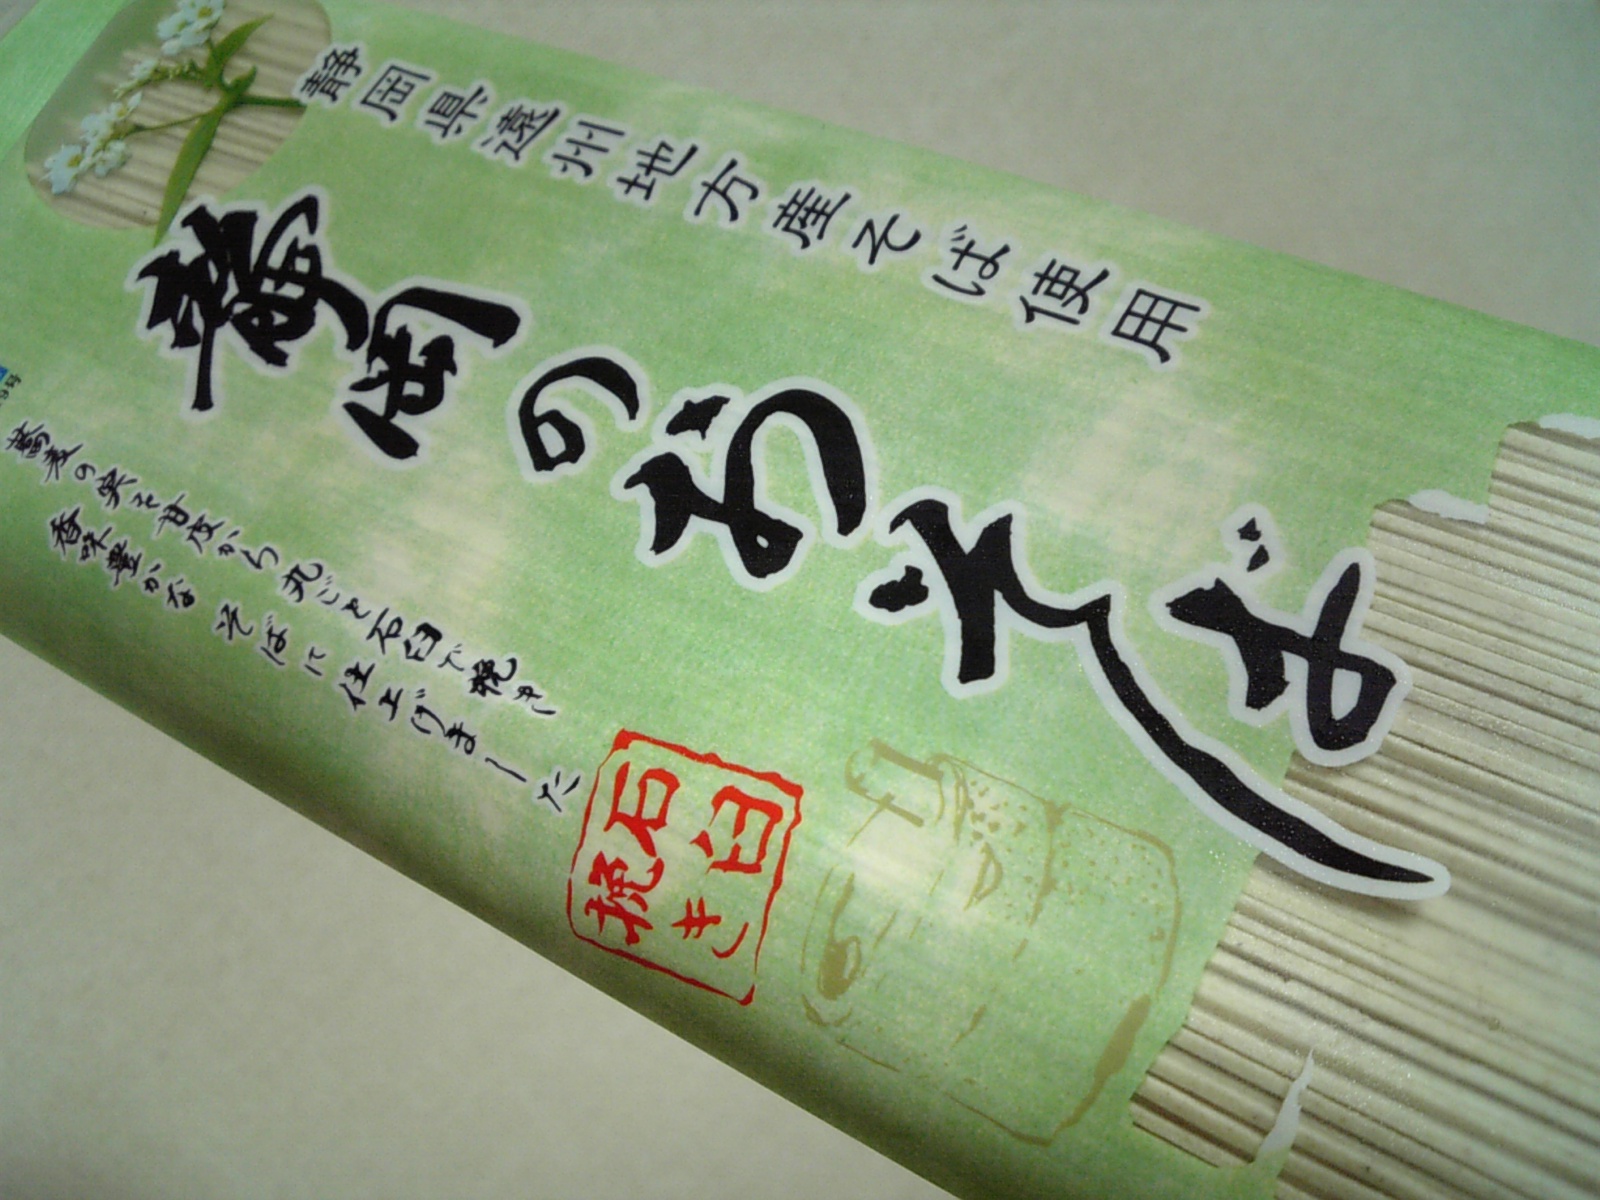 静岡県遠州地方産そば使用
静岡のおそば
蕎麦の実を甘皮から丸ごと石臼で挽き
香味豊かなそばに仕上げました
石臼
挽き